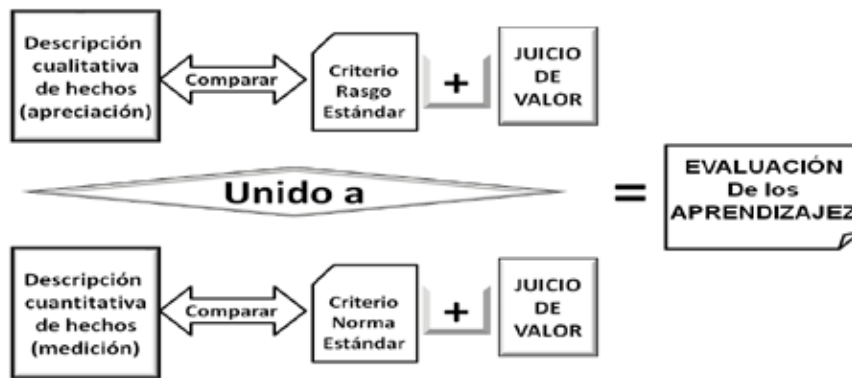 Descripción
cualitativa
de hechos
(apreciación)
Comparar
Criterio
Rasgo
Estándar
+
JUICIO
DE
VALOR
Unido a
=
EVALUACIÓN
De los
APRENDIZAJEZ
Descripción
cuantitativa
de hechos
(medición)
Comparar
Criterio
Norma
Estándar
+
JUICIO
DE
VALOR